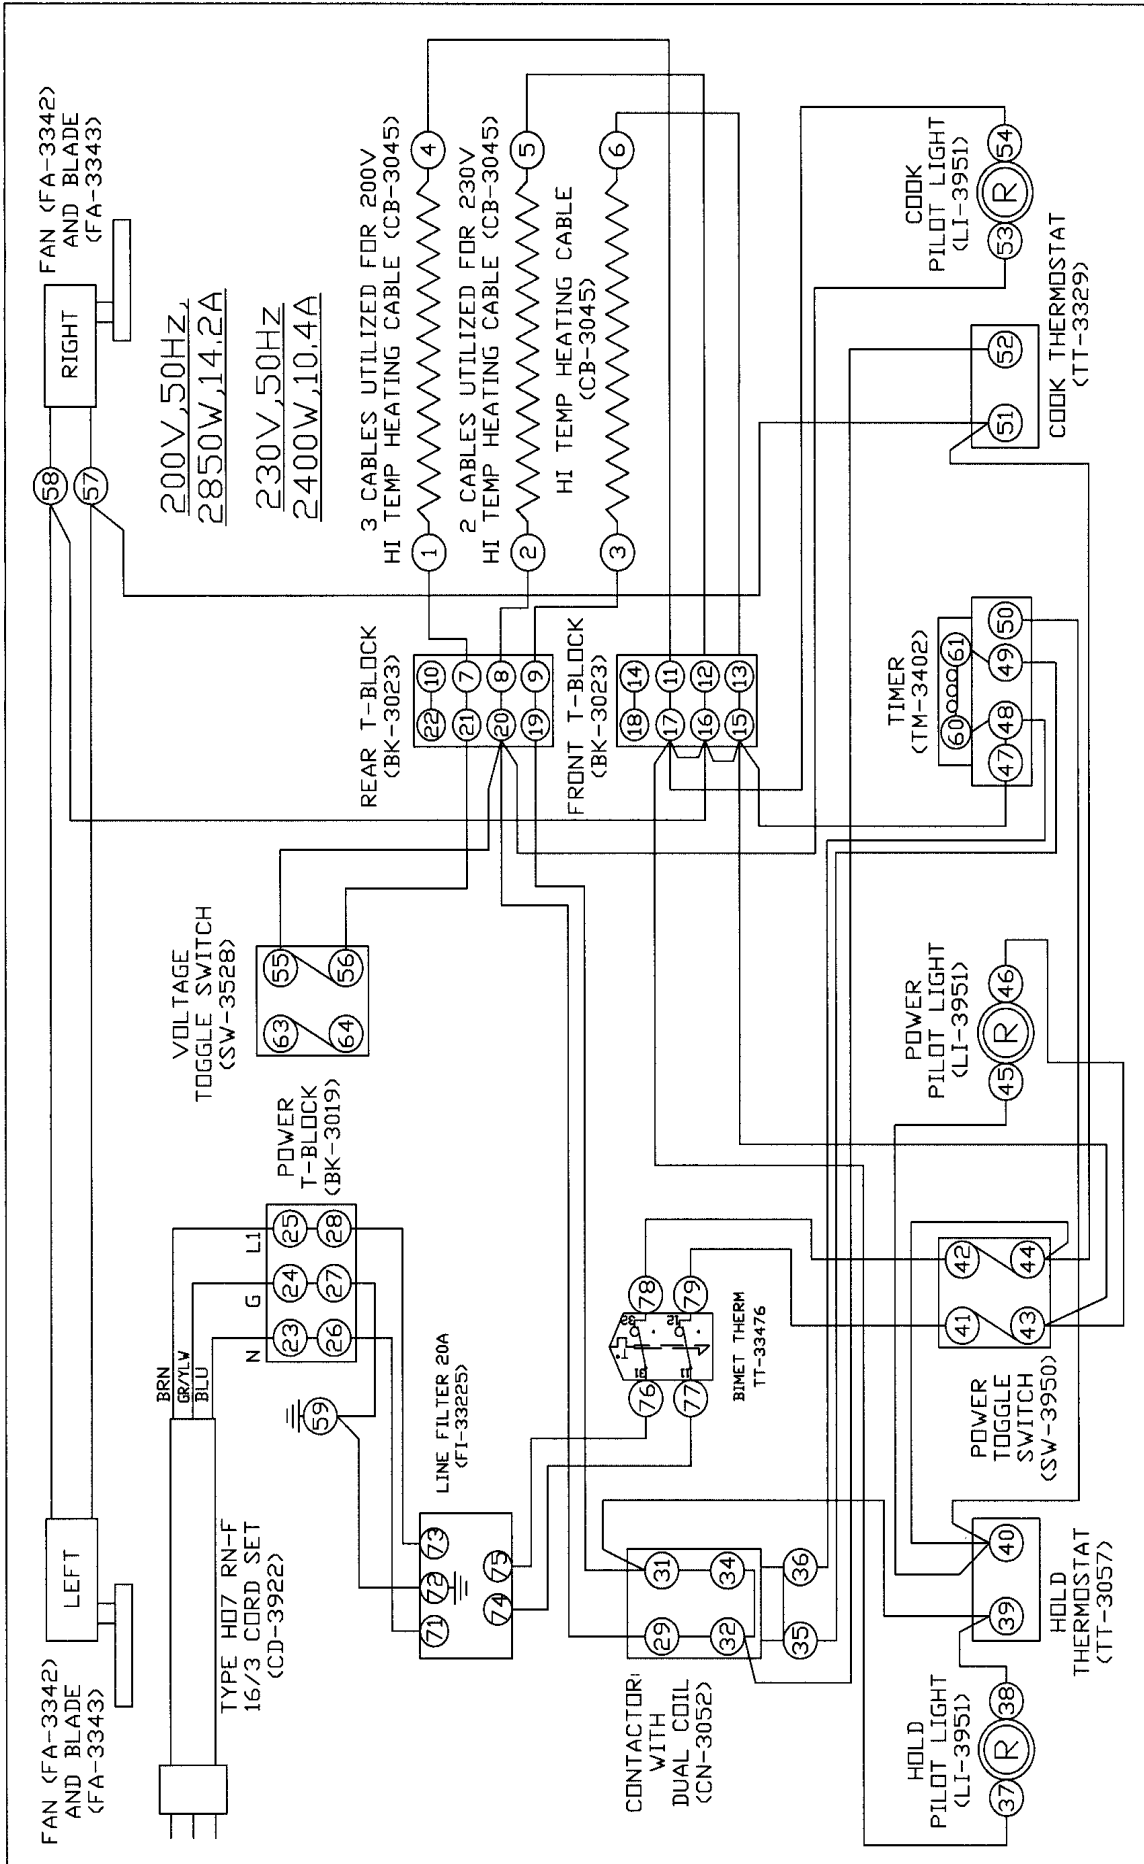 FAN (FA-3342)
AND BLADE
(FA-3343)
LEFT
FAN (FA-3342)
AND BLADE
(FA-3343)
RIGHT
58
57
TYPE H07 RN-F
16/3 CORD SET
(CD-3922)
BRN
GR/YLW
BLU
N
G
L1
23
24
25
26
27
28
POWER
T-BLOCK
(BK-3019)
59
VOLTAGE
TOGGLE SWITCH
(SW-3528)
63
55
64
56
200V,50Hz,
2850W,14.2A
230V,50Hz
2400W,10.4A
3 CABLES UTILIZED FOR 200V
HI TEMP HEATING CABLE (CB-3045)
1
4
2 CABLES UTILIZED FOR 230V
HI TEMP HEATING CABLE (CB-3045)
2
5
HI TEMP HEATING CABLE
(CB-3045)
3
6
REAR T-BLOCK
(BK-3023)
22
10
21
7
20
8
19
9
FRONT T-BLOCK
(BK-3023)
18
14
17
11
16
12
15
13
LINE FILTER 20A
(FI-33225)
71
72
73
74
75
76
78
77
79
BIMET THERM
TT-33476
CONTACTOR
WITH
DUAL COIL
(CN-3052)
29
31
32
34
35
36
HOLD
PILOT LIGHT
(LI-3951)
37
R
38
HOLD
THERMOSTAT
(TT-3057)
39
40
POWER
TOGGLE
SWITCH
(SW-3950)
41
42
43
44
POWER
PILOT LIGHT
(LI-3951)
45
R
46
TIMER
(TM-3402)
60
61
47
48
49
50
COOK THERMOSTAT
(TT-3329)
51
52
COOK
PILOT LIGHT
(LI-3951)
53
R
54